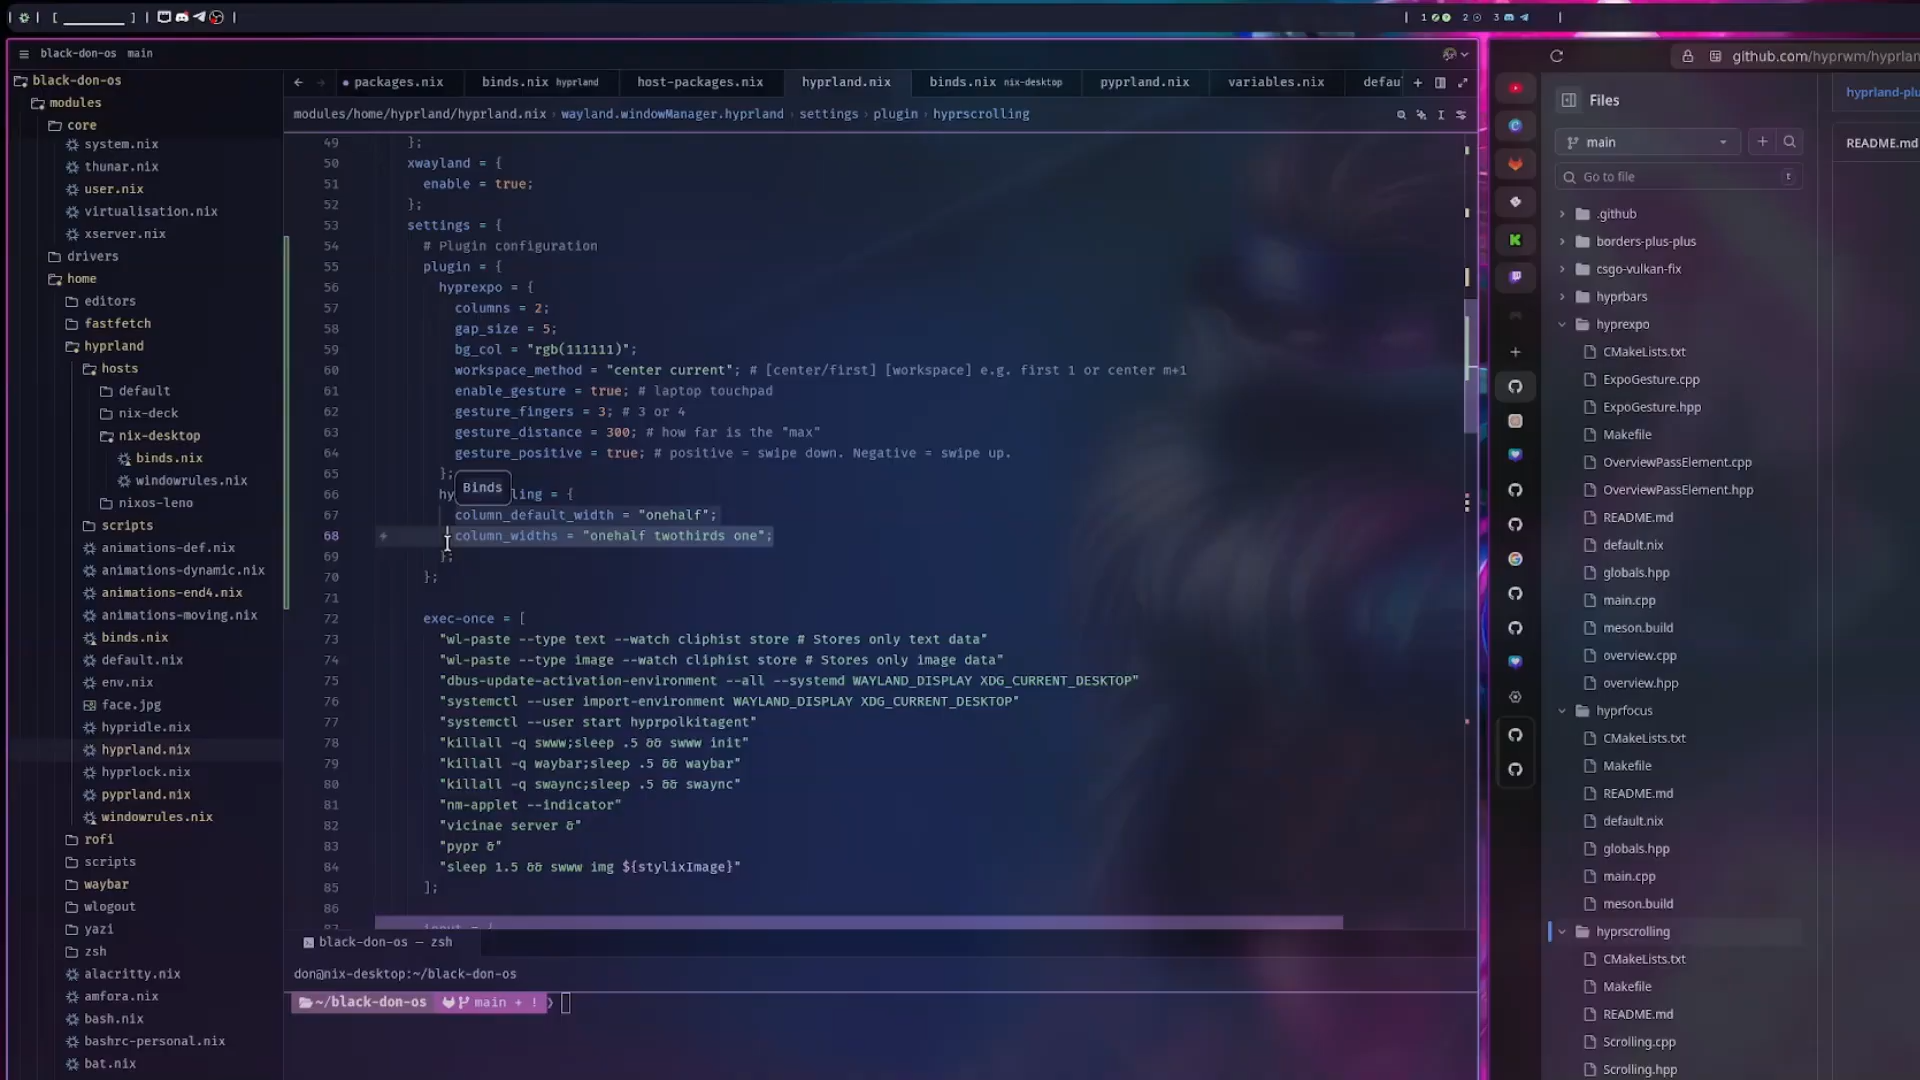 [ ________ ]
1
2
3
black-don-os main
github.com/hyprwm/hyprlan
black-don-os
modules
core
system.nix
thunar.nix
user.nix
virtualisation.nix
xserver.nix
drivers
home
editors
fastfetch
hyprland
hosts
default
nix-deck
nix-desktop
binds.nix
windowrules.nix
nixos-leno
scripts
animations-def.nix
animations-dynamic.nix
animations-end4.nix
animations-moving.nix
binds.nix
default.nix
env.nix
face.jpg
hypridle.nix
hyprland.nix
hyprlock.nix
pyprland.nix
windowrules.nix
rofi
scripts
waybar
wlogout
yazi
zsh
alacritty.nix
amfora.nix
bash.nix
bashrc-personal.nix
bat.nix
packages.nix
binds.nix hyprland
host-packages.nix
hyprland.nix
binds.nix nix-desktop
pyprland.nix
variables.nix
defau
modules/home/hyprland/hyprland.nix › wayland.windowManager.hyprland › settings › plugin › hyprscrolling
49 };
50 xwayland = {
51 enable = true;
52 };
53 settings = {
54 # Plugin configuration
55 plugin = {
56 hyprexpo = {
57 columns = 2;
58 gap_size = 5;
59 bg_col = "rgb(111111)";
60 workspace_method = "center current"; # [center/first] [workspace] e.g. first 1 or center m+1
61 enable_gesture = true; # laptop touchpad
62 gesture_fingers = 3; # 3 or 4
63 gesture_distance = 300; # how far is the "max"
64 gesture_positive = true; # positive = swipe down. Negative = swipe up.
65 };
Binds
66 hy ling = {
67 column_default_width = "onehalf";
68 column_widths = "onehalf twothirds one";
69 };
70 };
71
72 exec-once = [
73 "wl-paste --type text --watch cliphist store # Stores only text data"
74 "wl-paste --type image --watch cliphist store # Stores only image data"
75 "dbus-update-activation-environment --all --systemd WAYLAND_DISPLAY XDG_CURRENT_DESKTOP"
76 "systemctl --user import-environment WAYLAND_DISPLAY XDG_CURRENT_DESKTOP"
77 "systemctl --user start hyprpolkitagent"
78 "killall -q swww;sleep .5 && swww init"
79 "killall -q waybar;sleep .5 && waybar"
80 "killall -q swaync;sleep .5 && swaync"
81 "nm-applet --indicator"
82 "vicinae server &"
83 "pypr &"
84 "sleep 1.5 && swww img ${stylixImage}"
85 ];
86
87 input = {
black-don-os — zsh
don@nix-desktop:~/black-don-os
~/black-don-os main + !
Files
main
Go to file t
.github
borders-plus-plus
csgo-vulkan-fix
hyprbars
hyprexpo
CMakeLists.txt
ExpoGesture.cpp
ExpoGesture.hpp
Makefile
OverviewPassElement.cpp
OverviewPassElement.hpp
README.md
default.nix
globals.hpp
main.cpp
meson.build
overview.cpp
overview.hpp
hyprfocus
CMakeLists.txt
Makefile
README.md
default.nix
globals.hpp
main.cpp
meson.build
hyprscrolling
CMakeLists.txt
Makefile
README.md
Scrolling.cpp
Scrolling.hpp
hyprland-plu
README.md